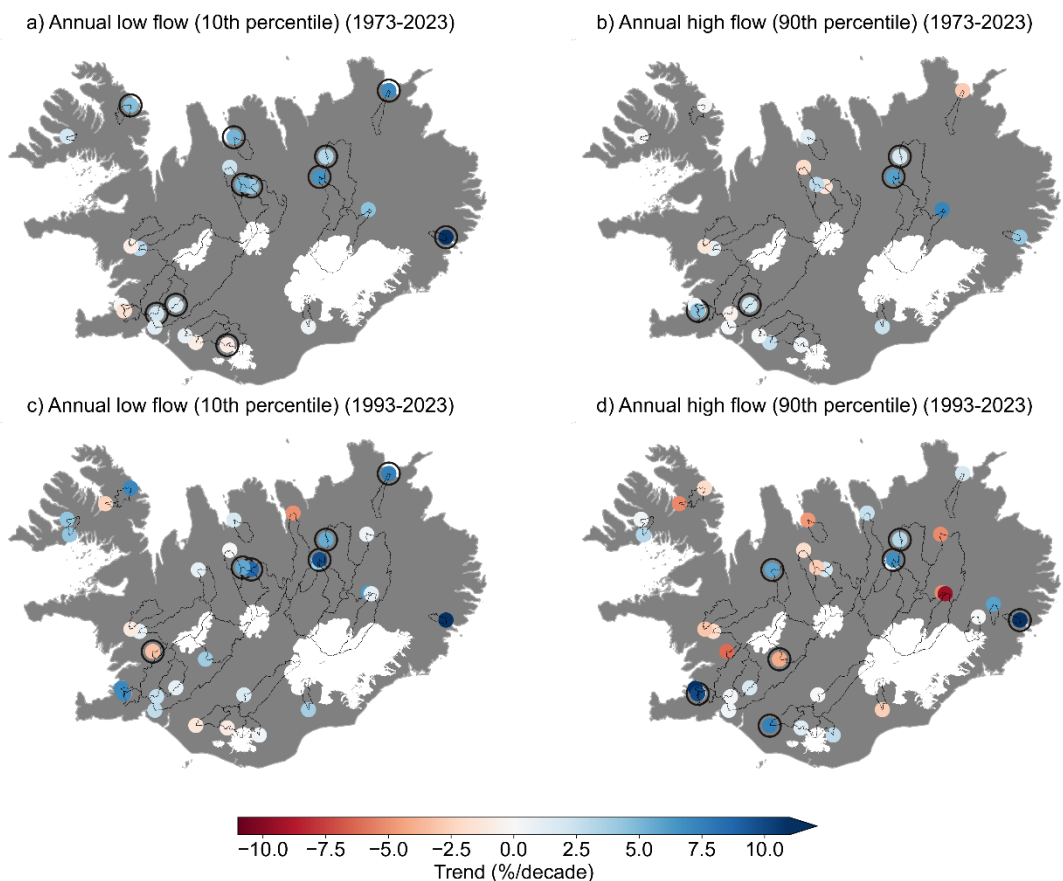 a) Annual low flow (10th percentile) (1973-2023)
b) Annual high flow (90th percentile) (1973-2023)
c) Annual low flow (10th percentile) (1993-2023)
d) Annual high flow (90th percentile) (1993-2023)
−10.0 −7.5 −5.0 −2.5 0.0 2.5 5.0 7.5 10.0
Trend (%/decade)